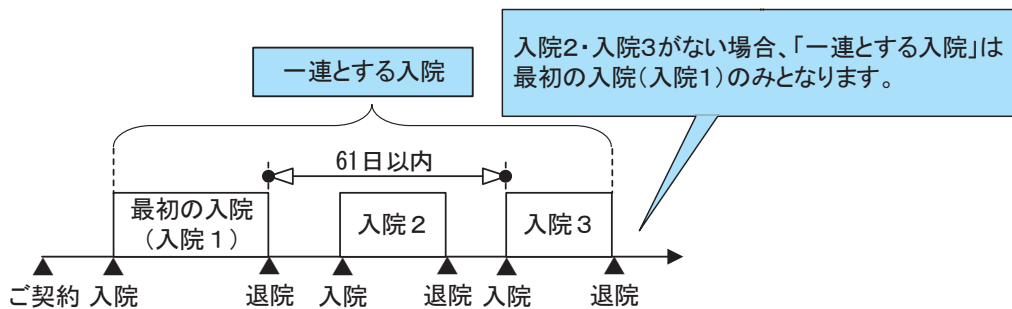 入院2・入院3がない場合、「一連とする入院」は
最初の入院(入院1)のみとなります。
一連とする入院
61日以内
最初の入院
(入院1)
入院2
入院3
ご契約 入院 退院 入院 退院 入院 退院